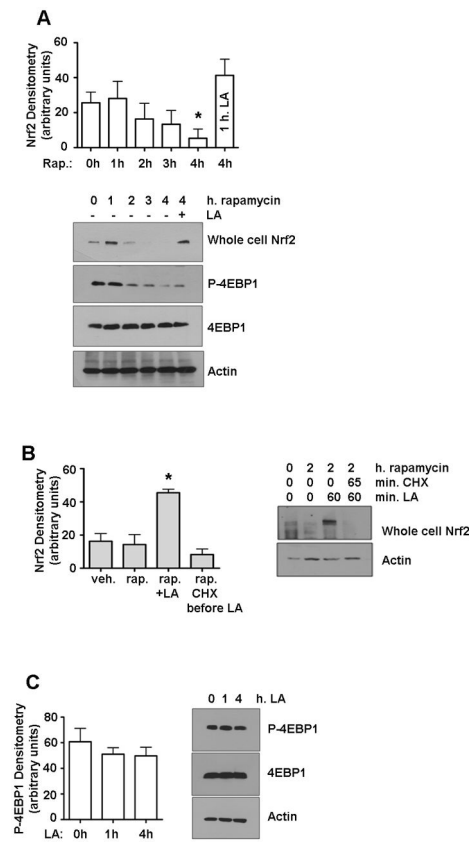 A
Nrf2 Densitometry
(arbitrary units)
60
40
20
0
1 h. LA
*
Rap.: 0h 1h 2h 3h 4h 4h
0 1 2 3 4 4 h. rapamycin
- - - - - + LA
Whole cell Nrf2
P-4EBP1
4EBP1
Actin
B
Nrf2 Densitometry
(arbitrary units)
60
40
20
0
*
veh. rap. rap. rap.
+LA CHX
before LA
0 2 2 2 h. rapamycin
0 0 0 65 min. CHX
0 0 60 60 min. LA
Whole cell Nrf2
Actin
C
P-4EBP1 Densitometry
(arbitrary units)
80
60
40
20
0
LA: 0h 1h 4h
0 1 4 h. LA
P-4EBP1
4EBP1
Actin